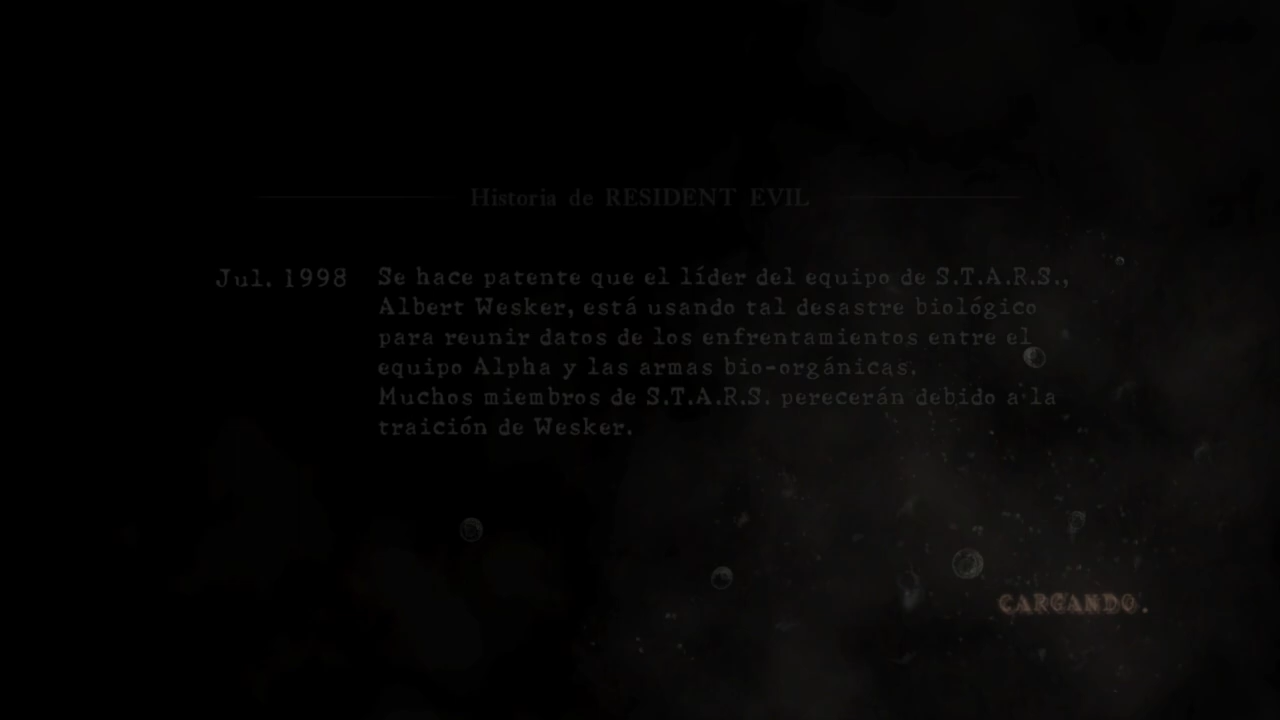 Historia de RESIDENT EVIL
Jul. 1998 Se hace patente que el líder del equipo de S.T.A.R.S.,
Albert Wesker, está usando tal desastre biológico
para reunir datos de los enfrentamientos entre el
equipo Alpha y las armas bio-orgánicas.
Muchos miembros de S.T.A.R.S. perecerán debido a la
traición de Wesker.
CARGANDO.